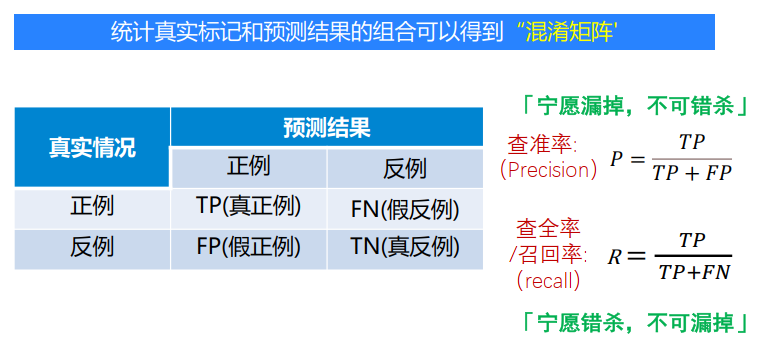 统计真实标记和预测结果的组合可以得到“混淆矩阵'
真实情况
预测结果
正例
反例
正例
TP(真正例)
FN(假反例)
反例
FP(假正例)
TN(真反例)
「宁愿漏掉，不可错杀」
查准率:
（Precision）
P = TP / TP + FP
查全率
/召回率:
（recall）
R = TP / TP+FN
「宁愿错杀，不可漏掉」